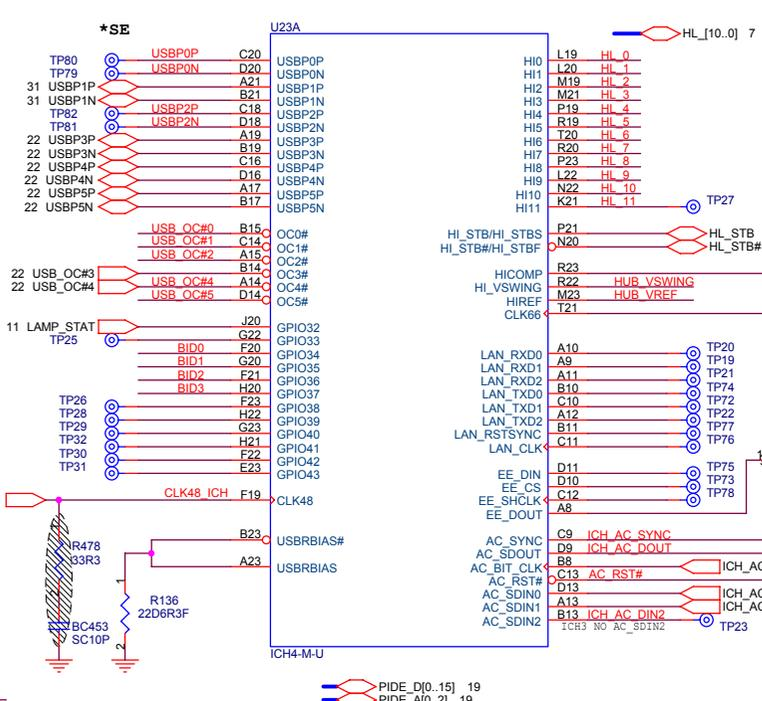 *SE
U23A
HL_[10..0] 7
TP80 USBP0P C20 USBP0P
TP79 USBP0N D20 USBP0N
31 USBP1P A21 USBP1P
31 USBP1N B21 USBP1N
TP82 USBP2P C18 USBP2P
TP81 USBP2N D18 USBP2N
22 USBP3P A19 USBP3P
22 USBP3N B19 USBP3N
22 USBP4P C16 USBP4P
22 USBP4N D16 USBP4N
22 USBP5P A17 USBP5P
22 USBP5N B17 USBP5N
USB_OC#0 B15 OC0#
USB_OC#1 C14 OC1#
USB_OC#2 A15 OC2#
22 USB_OC#3 B14 OC3#
22 USB_OC#4 USB_OC#4 A14 OC4#
USB_OC#5 D14 OC5#
11 LAMP_STAT J20 GPIO32
TP25 G22 GPIO33
BID0 F20 GPIO34
BID1 G20 GPIO35
BID2 F21 GPIO36
BID3 H20 GPIO37
TP26 F23 GPIO38
TP28 H22 GPIO39
TP29 G23 GPIO40
TP32 H21 GPIO41
TP30 F22 GPIO42
TP31 E23 GPIO43
CLK48_ICH F19 CLK48
B23 USBRBIAS#
A23 USBRBIAS
R478
33R3
BC453
SC10P
1
R136
22D6R3F
2
HI0 L19 HL_0
HI1 L20 HL_1
HI2 M19 HL_2
HI3 M21 HL_3
HI4 P19 HL_4
HI5 R19 HL_5
HI6 T20 HL_6
HI7 R20 HL_7
HI8 P23 HL_8
HI9 L22 HL_9
HI10 N22 HL_10
HI11 K21 HL_11 TP27
HI_STB/HI_STBS P21 HL_STB
HI_STB#/HI_STBF N20 HL_STB#
HICOMP R23
HI_VSWING R22 HUB_VSWING
HIREF M23 HUB_VREF
CLK66 T21
LAN_RXD0 A10 TP20
LAN_RXD1 A9 TP19
LAN_RXD2 A11 TP21
LAN_TXD0 B10 TP74
LAN_TXD1 C10 TP72
LAN_TXD2 A12 TP22
LAN_RSTSYNC B11 TP77
LAN_CLK C11 TP76
EE_DIN D11 TP75
EE_CS D10 TP73
EE_SHCLK C12 TP78
EE_DOUT A8
AC_SYNC C9 ICH_AC_SYNC
AC_SDOUT D9 ICH_AC_DOUT
AC_BIT_CLK B8 ICH_AC
AC_RST# C13 AC_RST#
AC_SDIN0 D13 ICH_AC
AC_SDIN1 A13 ICH_AC
AC_SDIN2 B13 ICH_AC_DIN2 TP23
ICH3 NO AC_SDIN2
ICH4-M-U
PIDE_D[0..15] 19
PIDE_A[0..2] 19